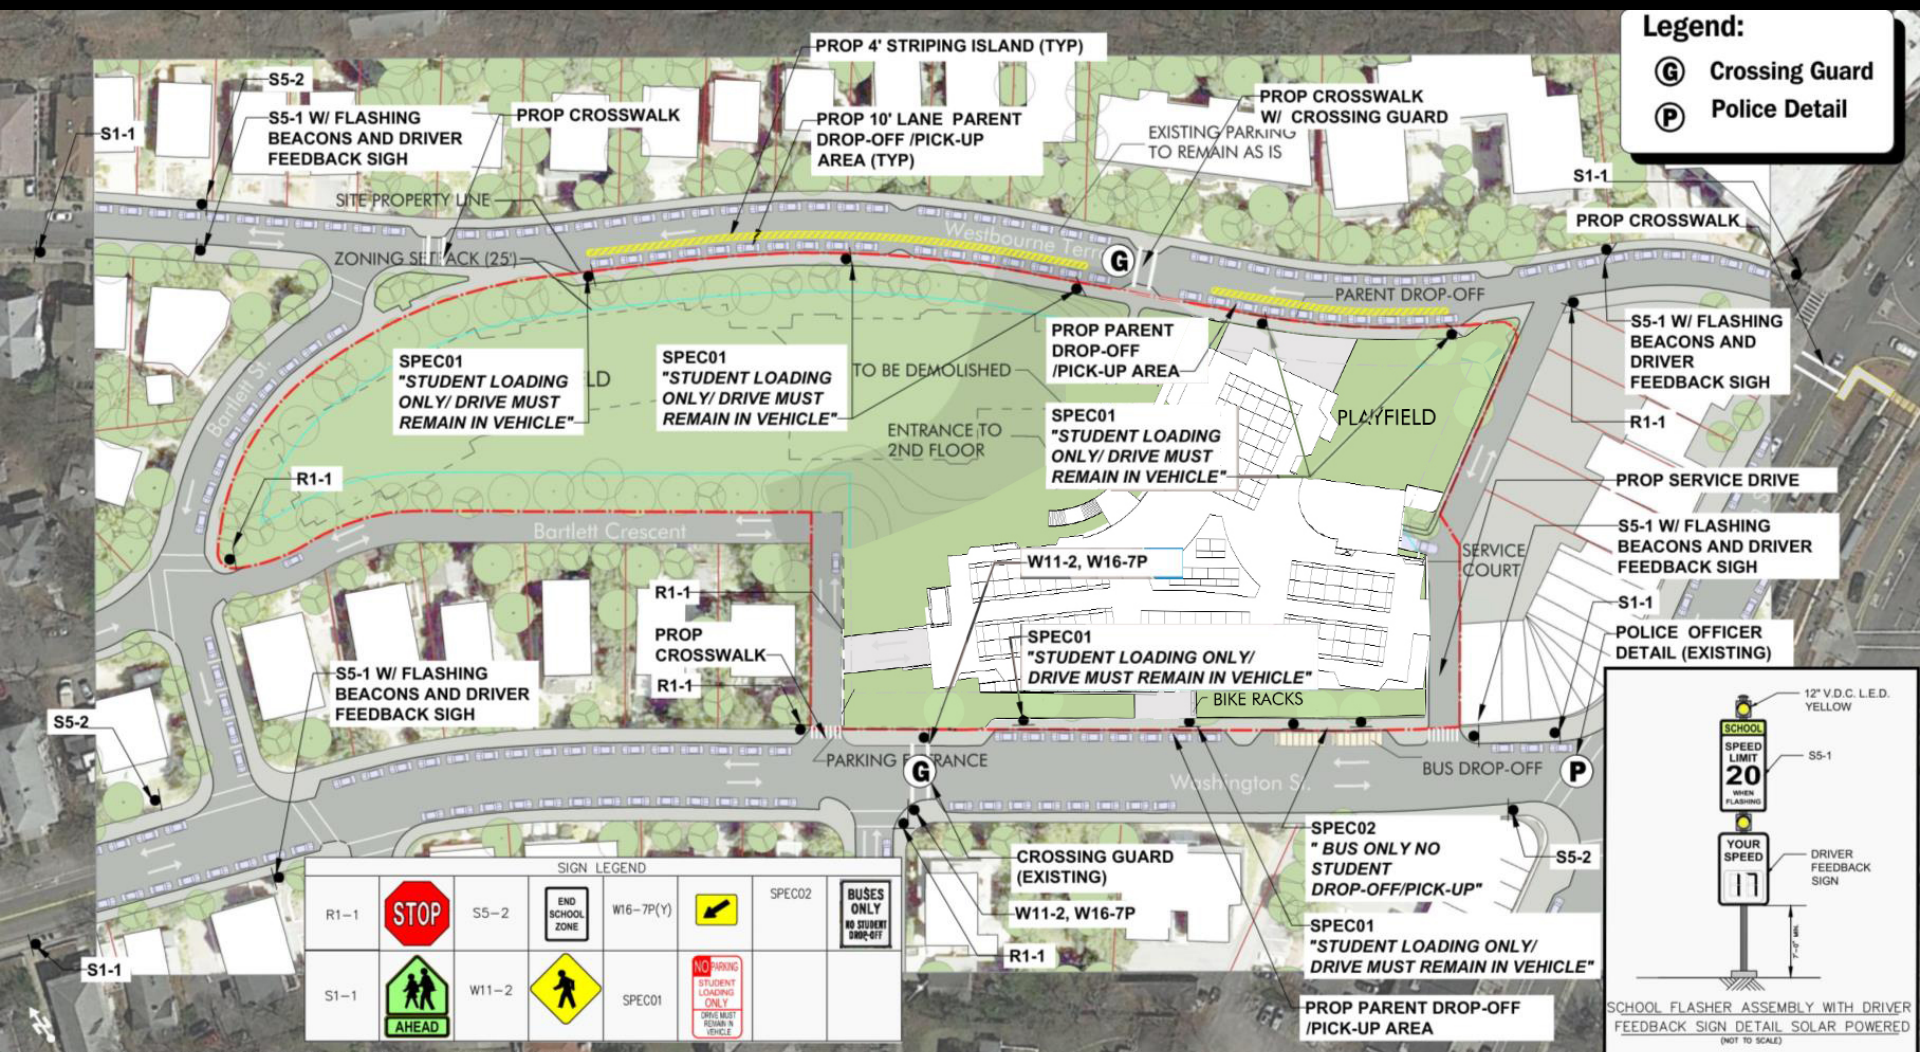 Legend:
G Crossing Guard
P Police Detail
PROP 4' STRIPING ISLAND (TYP)
S5-2
S5-1 W/ FLASHING
BEACONS AND DRIVER
FEEDBACK SIGH
S1-1
PROP CROSSWALK
PROP 10' LANE PARENT
DROP-OFF /PICK-UP
AREA (TYP)
PROP CROSSWALK
W/ CROSSING GUARD
EXISTING PARKING
TO REMAIN AS IS
S1-1
PROP CROSSWALK
SITE PROPERTY LINE
ZONING SETBACK (25')
Westbourne Terr
G
PARENT DROP-OFF
S5-1 W/ FLASHING
BEACONS AND
DRIVER
FEEDBACK SIGH
R1-1
Bartlett St.
SPEC01
"STUDENT LOADING
ONLY/ DRIVE MUST
REMAIN IN VEHICLE"
LD
SPEC01
"STUDENT LOADING
ONLY/ DRIVE MUST
REMAIN IN VEHICLE"
TO BE DEMOLISHED
ENTRANCE TO
2ND FLOOR
PROP PARENT
DROP-OFF
/PICK-UP AREA
SPEC01
"STUDENT LOADING
ONLY/ DRIVE MUST
REMAIN IN VEHICLE"
PLAYFIELD
R1-1
PROP SERVICE DRIVE
S5-1 W/ FLASHING
BEACONS AND DRIVER
FEEDBACK SIGH
SERVICE
COURT
Bartlett Crescent
W11-2, W16-7P
R1-1
PROP
CROSSWALK
R1-1
SPEC01
"STUDENT LOADING ONLY/
DRIVE MUST REMAIN IN VEHICLE"
BIKE RACKS
S1-1
POLICE OFFICER
DETAIL (EXISTING)
S5-1 W/ FLASHING
BEACONS AND DRIVER
FEEDBACK SIGH
S5-2
PARKING ENTRANCE
G
Washington St.
BUS DROP-OFF
P
CROSSING GUARD
(EXISTING)
W11-2, W16-7P
R1-1
SPEC02
" BUS ONLY NO
STUDENT
DROP-OFF/PICK-UP"
S5-2
SPEC01
"STUDENT LOADING ONLY/
DRIVE MUST REMAIN IN VEHICLE"
PROP PARENT DROP-OFF
/PICK-UP AREA
S1-1
SIGN LEGEND
R1-1
STOP
S5-2
END
SCHOOL
ZONE
W16-7P(Y)
SPEC02
BUSES
ONLY
NO STUDENT
DROP-OFF
S1-1
AHEAD
W11-2
SPEC01
NO PARKING
STUDENT
LOADING
ONLY
DRIVE MUST
REMAIN IN
VEHICLE
12" V.D.C. L.E.D.
YELLOW
SCHOOL
SPEED
LIMIT
20
WHEN
FLASHING
S5-1
YOUR
SPEED
17
DRIVER
FEEDBACK
SIGN
7'-0" MIN.
SCHOOL FLASHER ASSEMBLY WITH DRIVER
FEEDBACK SIGN DETAIL SOLAR POWERED
(NOT TO SCALE)